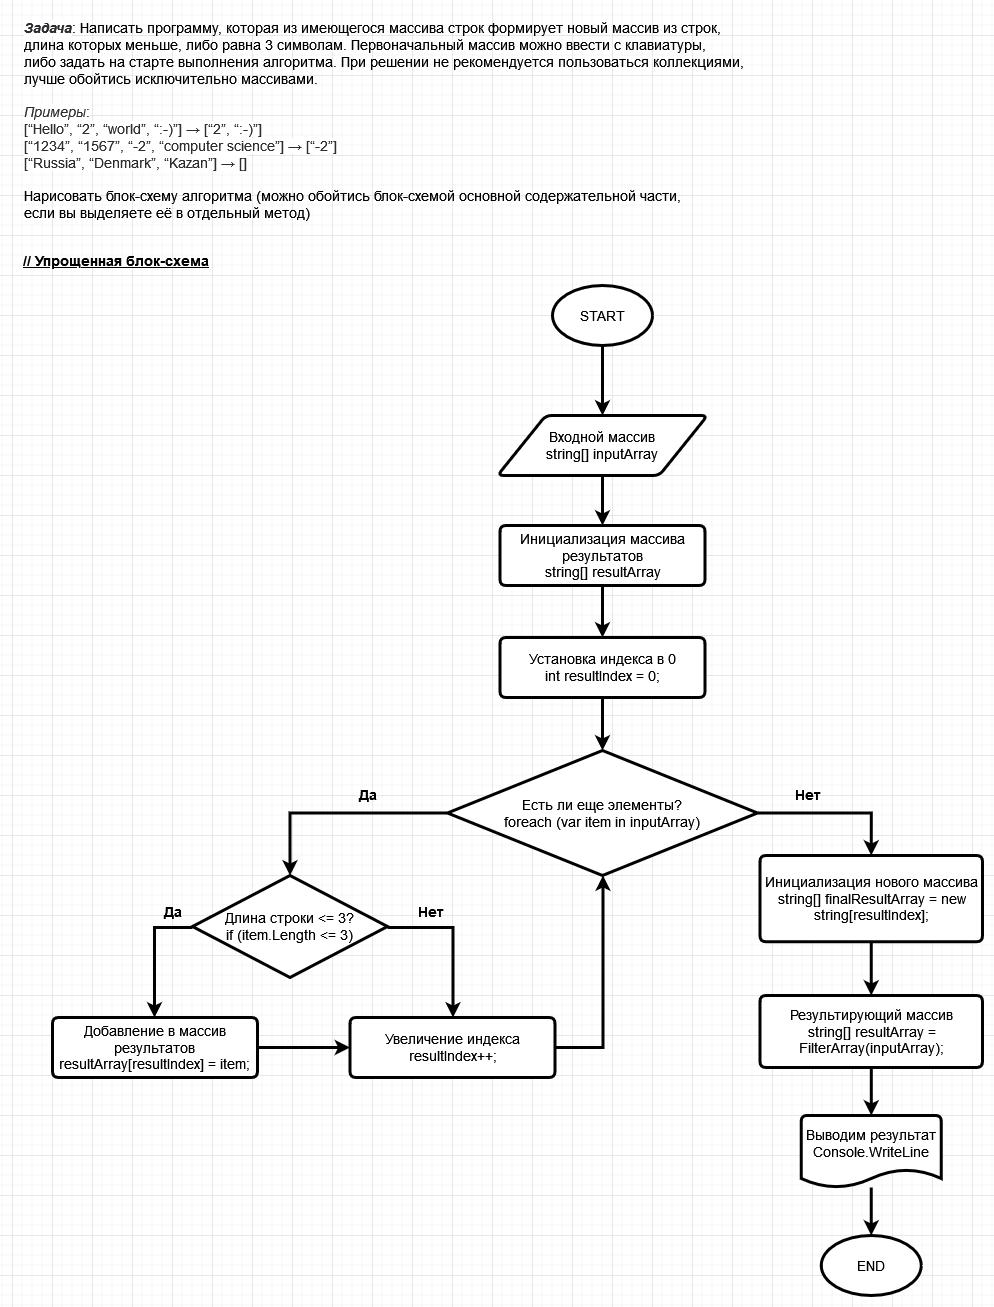 Задача: Написать программу, которая из имеющегося массива строк формирует новый массив из строк,
длина которых меньше, либо равна 3 символам. Первоначальный массив можно ввести с клавиатуры,
либо задать на старте выполнения алгоритма. При решении не рекомендуется пользоваться коллекциями,
лучше обойтись исключительно массивами.
Примеры:
[“Hello”, “2”, “world”, “:-)”] → [“2”, “:-)”]
[“1234”, “1567”, “-2”, “computer science”] → [“-2”]
[“Russia”, “Denmark”, “Kazan”] → []
Нарисовать блок-схему алгоритма (можно обойтись блок-схемой основной содержательной части,
если вы выделяете её в отдельный метод)
// Упрощенная блок-схема
START
Входной массив
string[] inputArray
Инициализация массива
результатов
string[] resultArray
Установка индекса в 0
int resultIndex = 0;
Есть ли еще элементы?
foreach (var item in inputArray)
Да
Нет
Длина строки <= 3?
if (item.Length <= 3)
Да
Нет
Добавление в массив
результатов
resultArray[resultIndex] = item;
Увеличение индекса
resultIndex++;
Инициализация нового массива
string[] finalResultArray = new
string[resultIndex];
Результирующий массив
string[] resultArray =
FilterArray(inputArray);
Выводим результат
Console.WriteLine
END